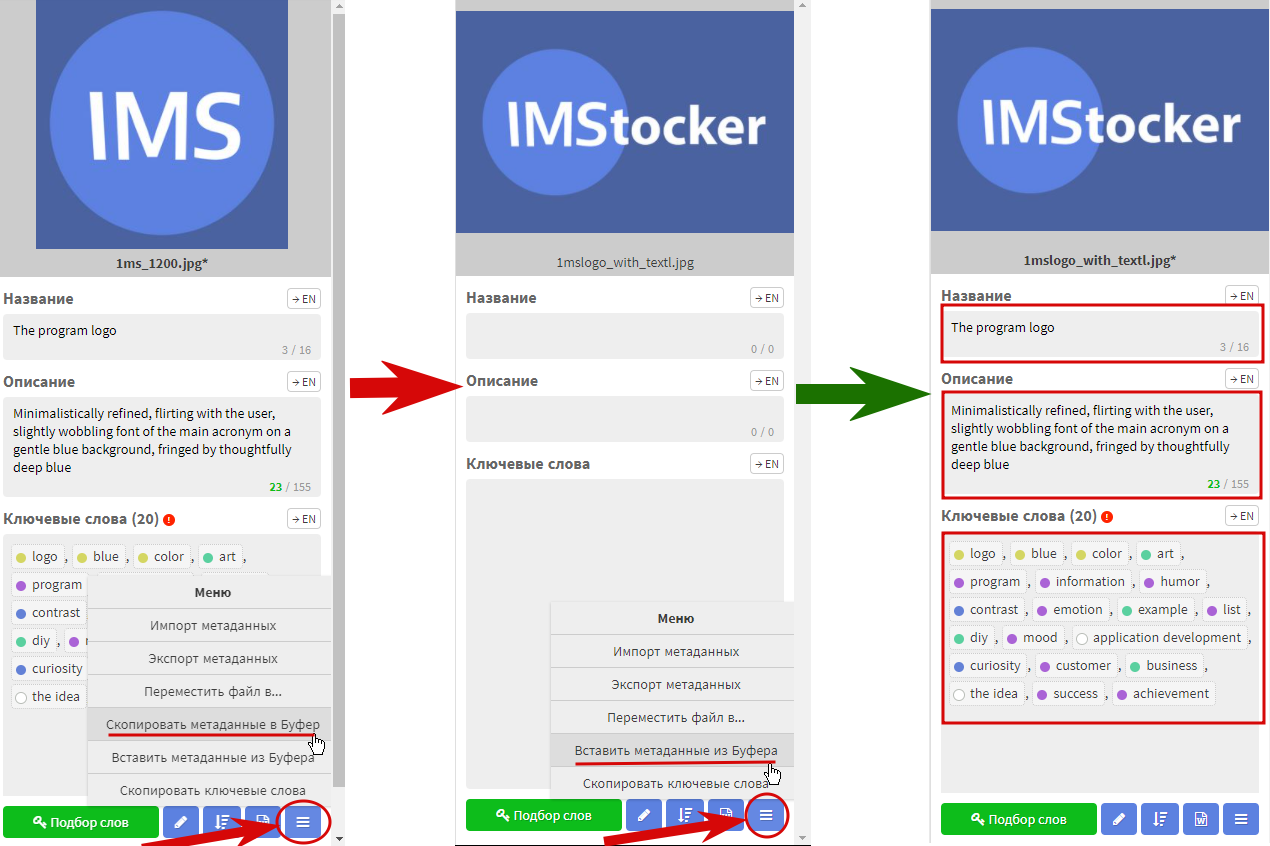 IMS
1ms_1200.jpg*
Название
→ EN
The program logo
3 / 16
Описание
→ EN
Minimalistically refined, flirting with the user,
slightly wobbling font of the main acronym on a
gentle blue background, fringed by thoughtfully
deep blue
23 / 155
Ключевые слова (20)
→ EN
logo , blue , color , art ,
program
contrast
diy ,
curiosity
the idea
Меню
Импорт метаданных
Экспорт метаданных
Переместить файл в...
Скопировать метаданные в Буфер
Вставить метаданные из Буфера
Скопировать ключевые слова
Подбор слов
IMStocker
1mslogo_with_textl.jpg
Название
→ EN
0 / 0
Описание
→ EN
0 / 0
Ключевые слова
→ EN
Меню
Импорт метаданных
Экспорт метаданных
Переместить файл в...
Вставить метаданные из Буфера
Скопировать ключевые слова
Подбор слов
IMStocker
1mslogo_with_textl.jpg*
Название
→ EN
The program logo
3 / 16
Описание
→ EN
Minimalistically refined, flirting with the user,
slightly wobbling font of the main acronym on a
gentle blue background, fringed by thoughtfully
deep blue
23 / 155
Ключевые слова (20)
→ EN
logo , blue , color , art ,
program , information , humor ,
contrast , emotion , example , list ,
diy , mood , application development ,
curiosity , customer , business ,
the idea , success , achievement
Подбор слов